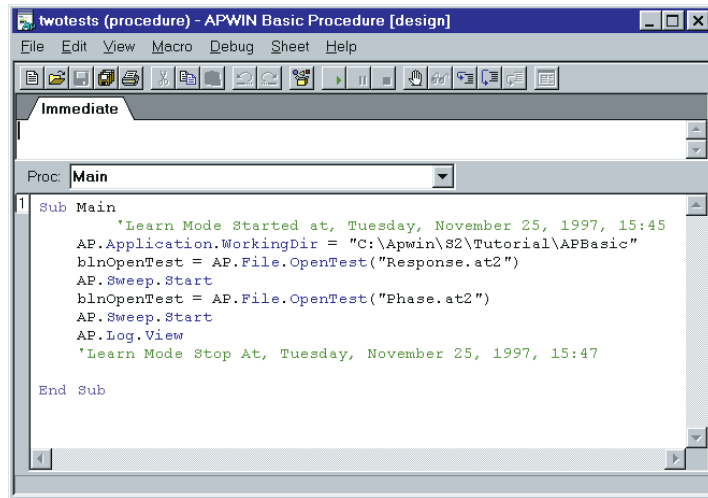 twotests (procedure) - APWIN Basic Procedure [design]
File Edit View Macro Debug Sheet Help
Immediate
Proc: Main
1
Sub Main
'Learn Mode Started at, Tuesday, November 25, 1997, 15:45
AP.Application.WorkingDir = "C:\Apwin\S2\Tutorial\APBasic"
blnOpenTest = AP.File.OpenTest("Response.at2")
AP.Sweep.Start
blnOpenTest = AP.File.OpenTest("Phase.at2")
AP.Sweep.Start
AP.Log.View
'Learn Mode Stop At, Tuesday, November 25, 1997, 15:47
End Sub